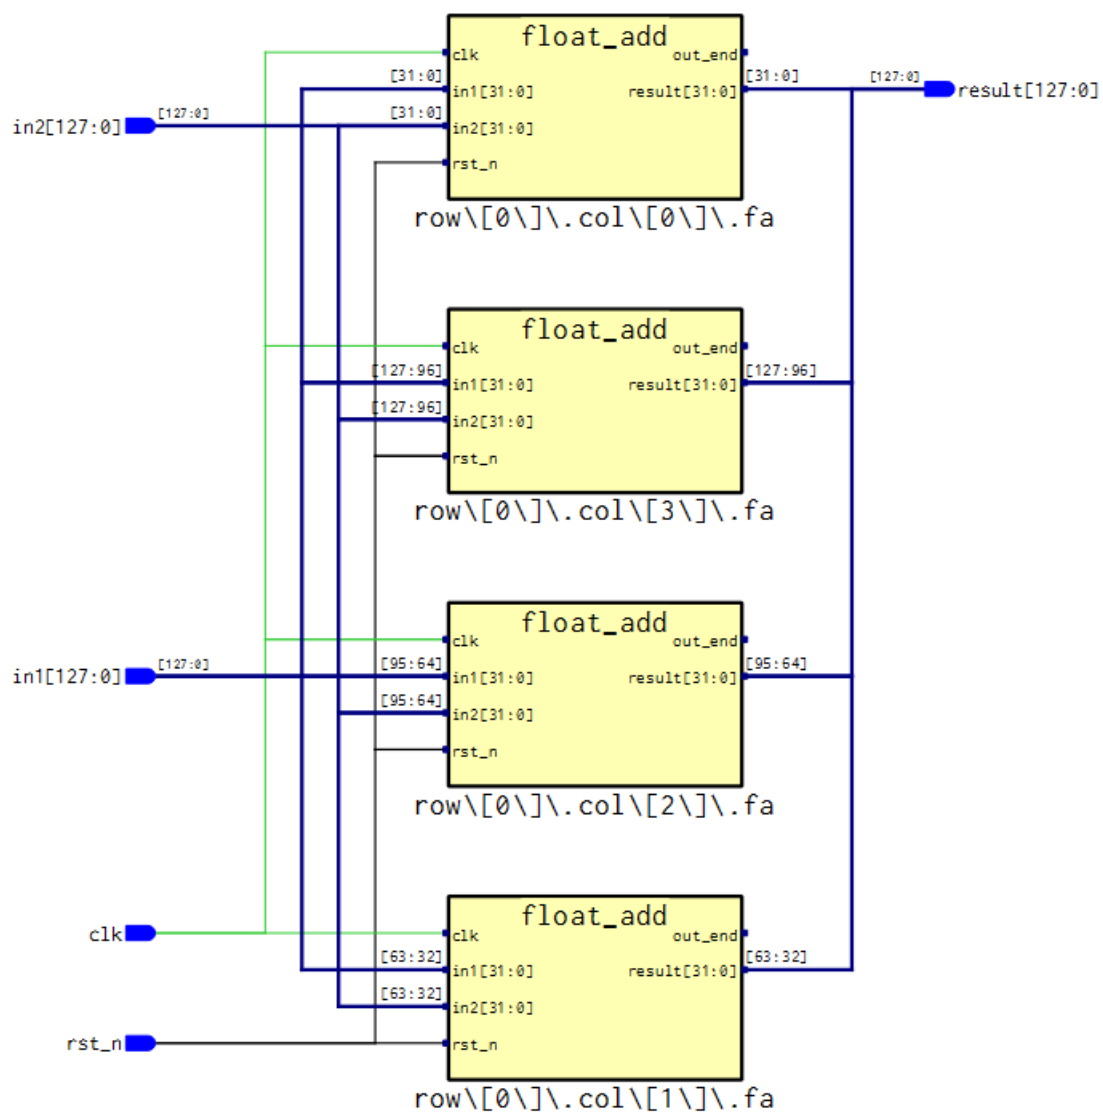 float_add
clk
out_end
[31:0]
in1[31:0]
result[31:0]
[31:0]
[127:0]
result[127:0]
in2[127:0]
[127:0]
[31:0]
in2[31:0]
rst_n
row\[0\]\.col\[0\]\.fa
float_add
clk
out_end
[127:96]
in1[31:0]
result[31:0]
[127:96]
[127:96]
in2[31:0]
rst_n
row\[0\]\.col\[3\]\.fa
float_add
clk
out_end
in1[127:0]
[127:0]
[95:64]
in1[31:0]
result[31:0]
[95:64]
[95:64]
in2[31:0]
rst_n
row\[0\]\.col\[2\]\.fa
float_add
clk
clk
out_end
[63:32]
in1[31:0]
result[31:0]
[63:32]
[63:32]
in2[31:0]
rst_n
rst_n
row\[0\]\.col\[1\]\.fa